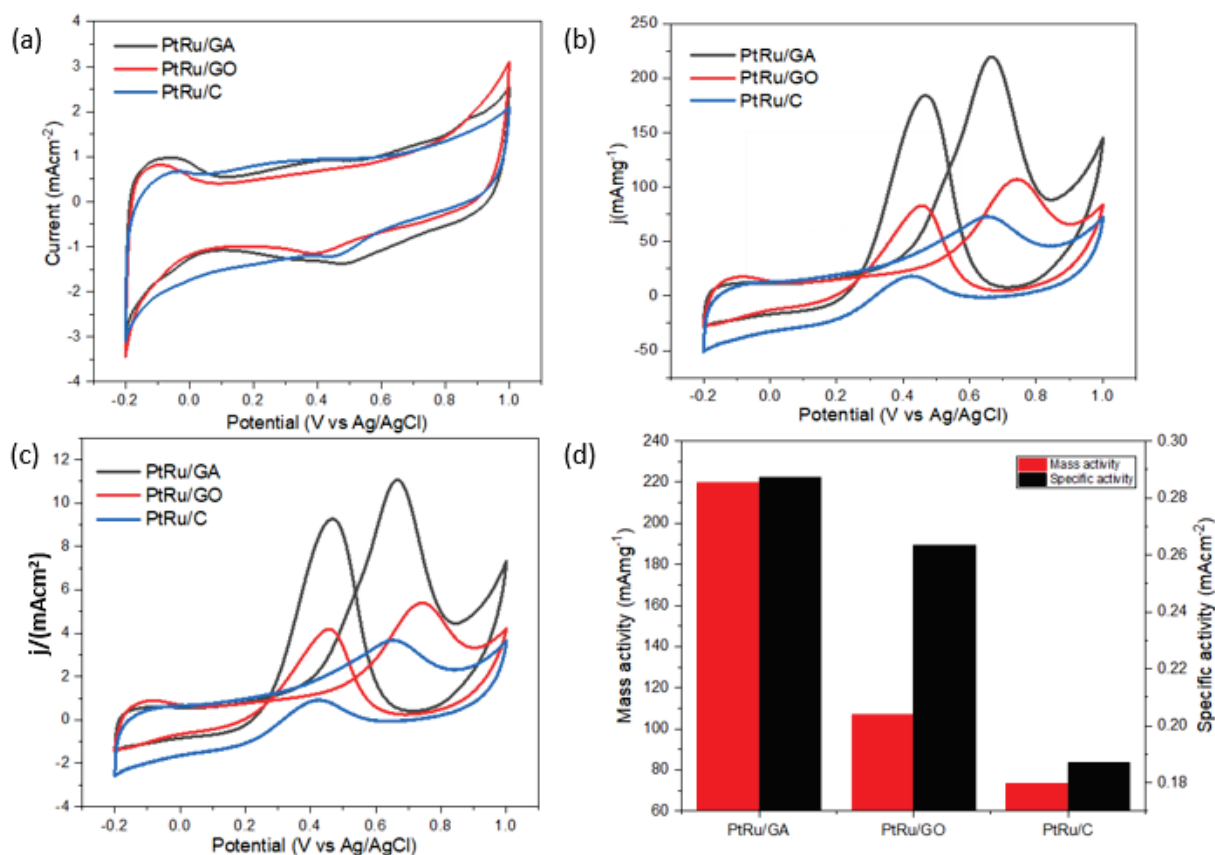 (a)
PtRu/GA
PtRu/GO
PtRu/C
Current (mAcm⁻²)
4
3
2
1
0
-1
-2
-3
-4
-0.2 0.0 0.2 0.4 0.6 0.8 1.0
Potential (V vs Ag/AgCl)
(b)
PtRu/GA
PtRu/GO
PtRu/C
j(mAmg⁻¹)
250
200
150
100
50
0
-50
-0.2 0.0 0.2 0.4 0.6 0.8 1.0
Potential (V vs Ag/AgCl)
(c)
PtRu/GA
PtRu/GO
PtRu/C
j/(mAcm²)
12
10
8
6
4
2
0
-2
-4
-0.2 0.0 0.2 0.4 0.6 0.8 1.0
Potential (V vs Ag/AgCl)
(d)
Mass activity
Specific activity
Mass activity (mAmg⁻¹)
240
220
200
180
160
140
120
100
80
60
PtRu/GA PtRu/GO PtRu/C
0.30
0.28
0.26
0.24
0.22
0.20
0.18
Specific activity (mAcm⁻²)